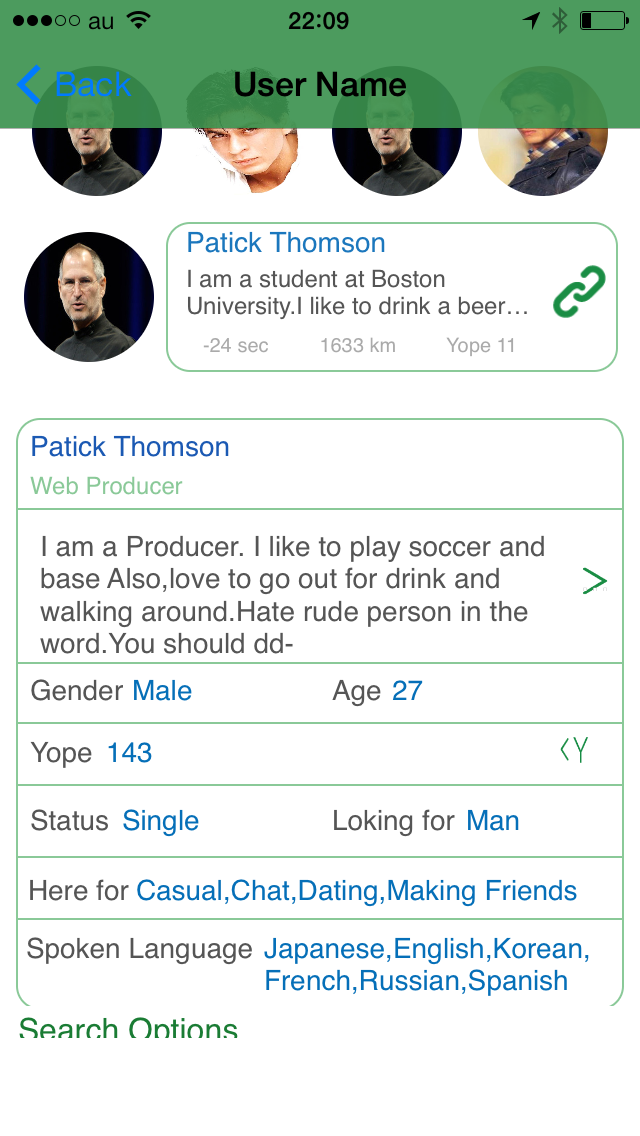 au 22:09
Back User Name
Patick Thomson
I am a student at Boston
University.I like to drink a beer…
-24 sec 1633 km Yope 11
Patick Thomson
Web Producer
I am a Producer. I like to play soccer and
base Also,love to go out for drink and
walking around.Hate rude person in the
word.You should dd-
Gender Male Age 27
Yope 143
Status Single Loking for Man
Here for Casual,Chat,Dating,Making Friends
Spoken Language Japanese,English,Korean,
French,Russian,Spanish
Search Options